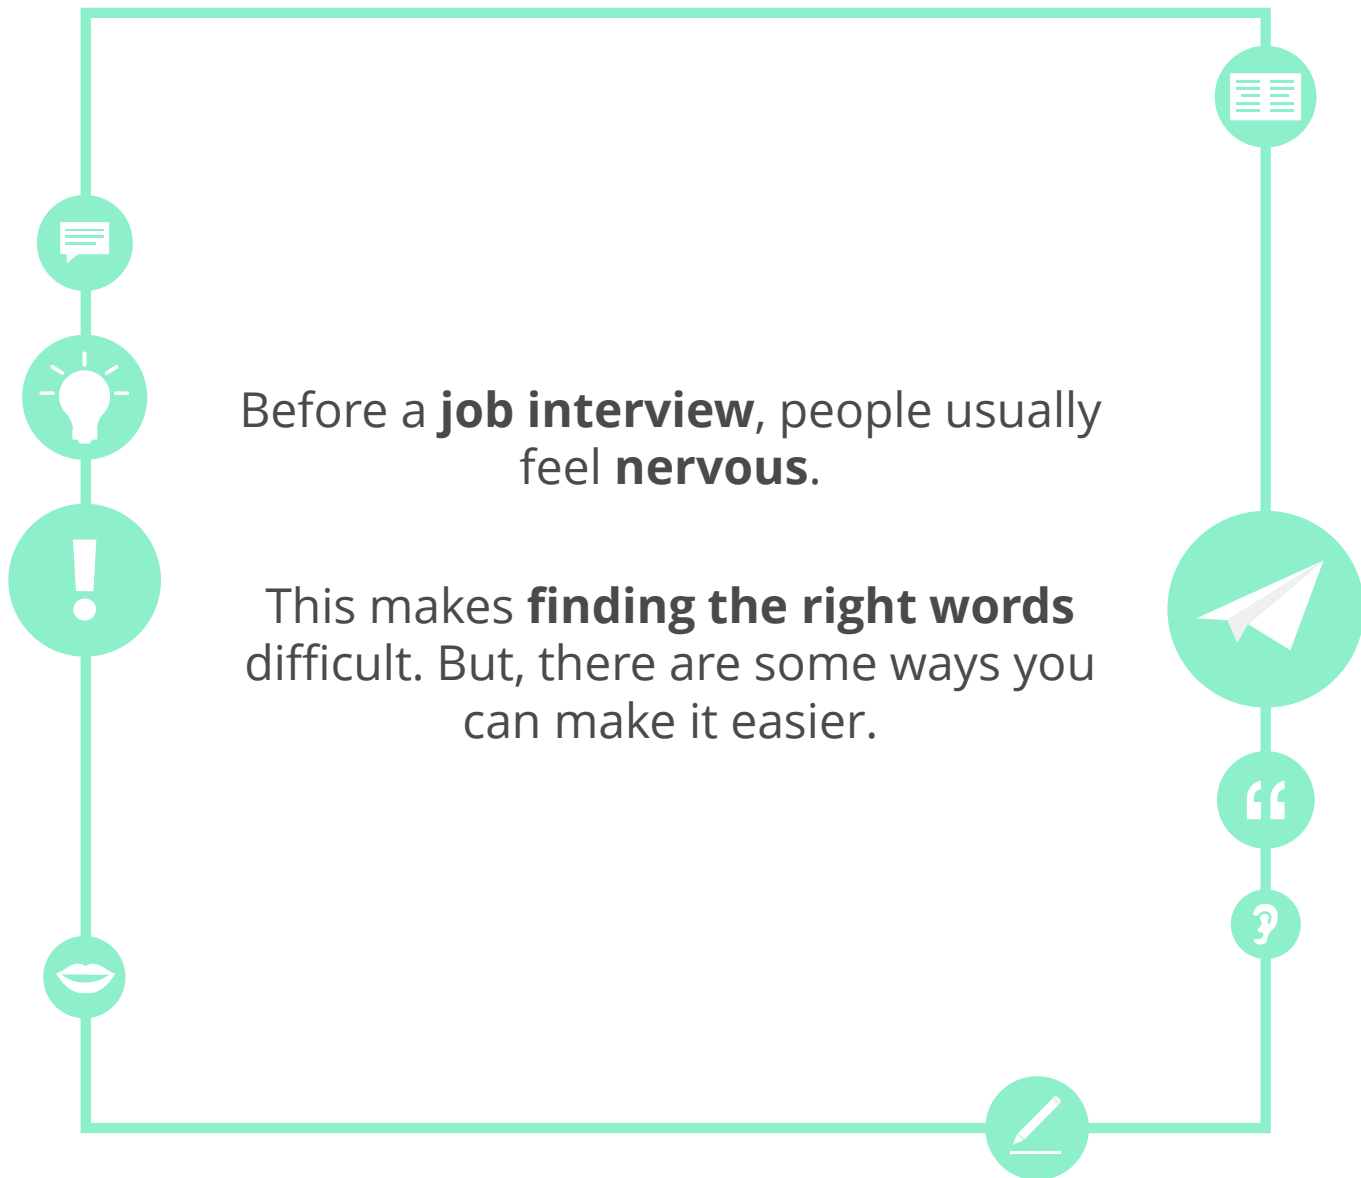 Before a job interview, people usually
feel nervous.
This makes finding the right words
difficult. But, there are some ways you
can make it easier.